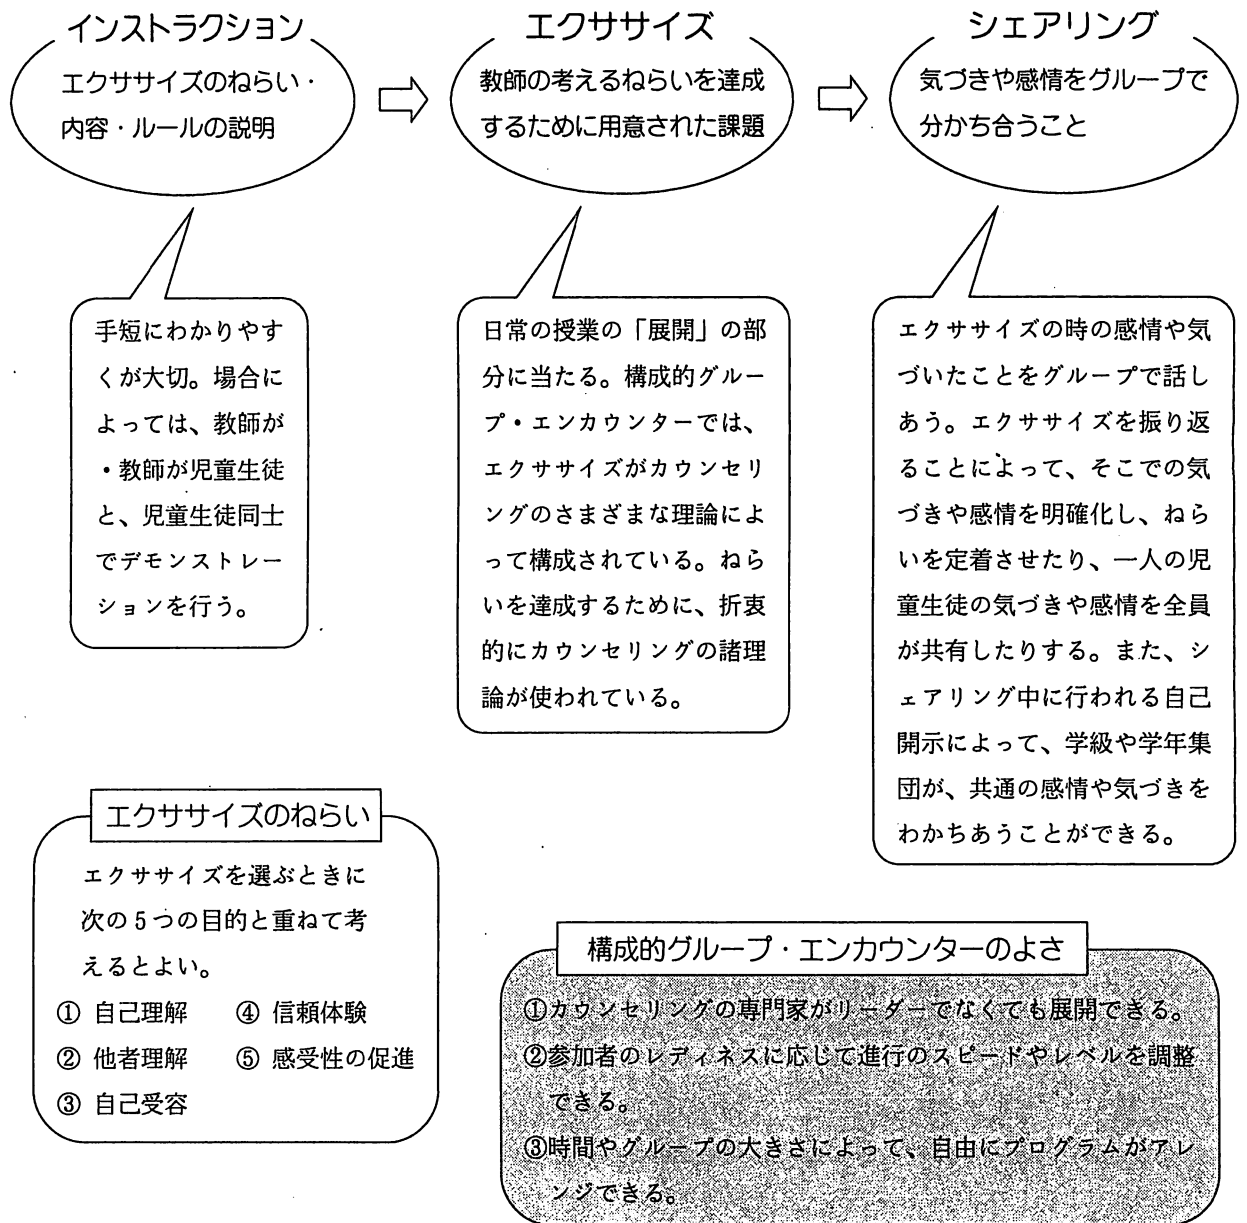 インストラクション
エクササイズのねらい・
内容・ルールの説明
エクササイズ
教師の考えるねらいを達成
するために用意された課題
シェアリング
気づきや感情をグループで
分かち合うこと
手短にわかりやす
くが大切。場合に
よっては、教師が
・教師が児童生徒
と、児童生徒同士
でデモンストレー
ションを行う。
日常の授業の「展開」の部
分に当たる。構成的グルー
プ・エンカウンターでは、
エクササイズがカウンセリ
ングのさまざまな理論によ
って構成されている。ねら
いを達成するために、折衷
的にカウンセリングの諸理
論が使われている。
エクササイズの時の感情や気
づいたことをグループで話し
あう。エクササイズを振り返
ることによって、そこでの気
づきや感情を明確化し、ねら
いを定着させたり、一人の児
童生徒の気づきや感情を全員
が共有したりする。また、シ
ェアリング中に行われる自己
開示によって、学級や学年集
団が、共通の感情や気づきを
わかちあうことができる。
エクササイズのねらい
エクササイズを選ぶときに
次の5つの目的と重ねて考
えるとよい。
① 自己理解 ④ 信頼体験
② 他者理解 ⑤ 感受性の促進
③ 自己受容
構成的グループ・エンカウンターのよさ
①カウンセリングの専門家がリーダーでなくても展開できる。
②参加者のレディネスに応じて進行のスピードやレベルを調整
できる。
③時間やグループの大きさによって、自由にプログラムがアレ
ンジできる。